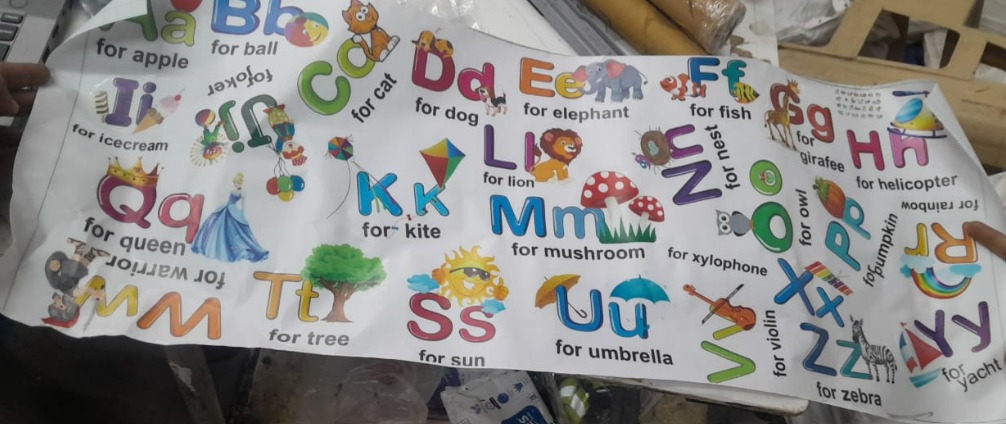 Aa
for apple
Bb
for ball
Cc
for cat
Dd
for dog
Ee
for elephant
Ff
for fish
Gg
for
girafee
Hh
for helicopter
Ii
for icecream
Jj
forjoker
Kk
for kite
Ll
for lion
Mm
for mushroom
Nn
for nest
Oo
for owl
Pp
for pumpkin
Qq
for queen
Rr
for rainbow
Ss
for sun
Tt
for tree
Uu
for umbrella
Vv
for violin
Ww
for warrior
Xx
for xylophone
Yy
for
yacht
Zz
for zebra